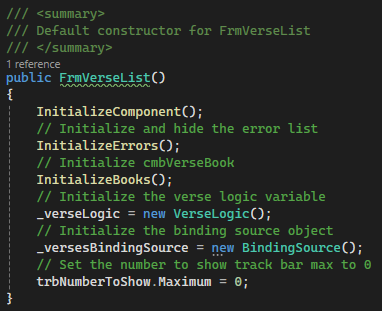 /// <summary>
/// Default constructor for FrmVerseList
/// </summary>
1 reference
public FrmVerseList()
{
InitializeComponent();
// Initialize and hide the error list
InitializeErrors();
// Initialize cmbVerseBook
InitializeBooks();
// Initialize the verse logic variable
_verseLogic = new VerseLogic();
// Initialize the binding source object
_versesBindingSource = new BindingSource();
// Set the number to show track bar max to 0
trbNumberToShow.Maximum = 0;
}